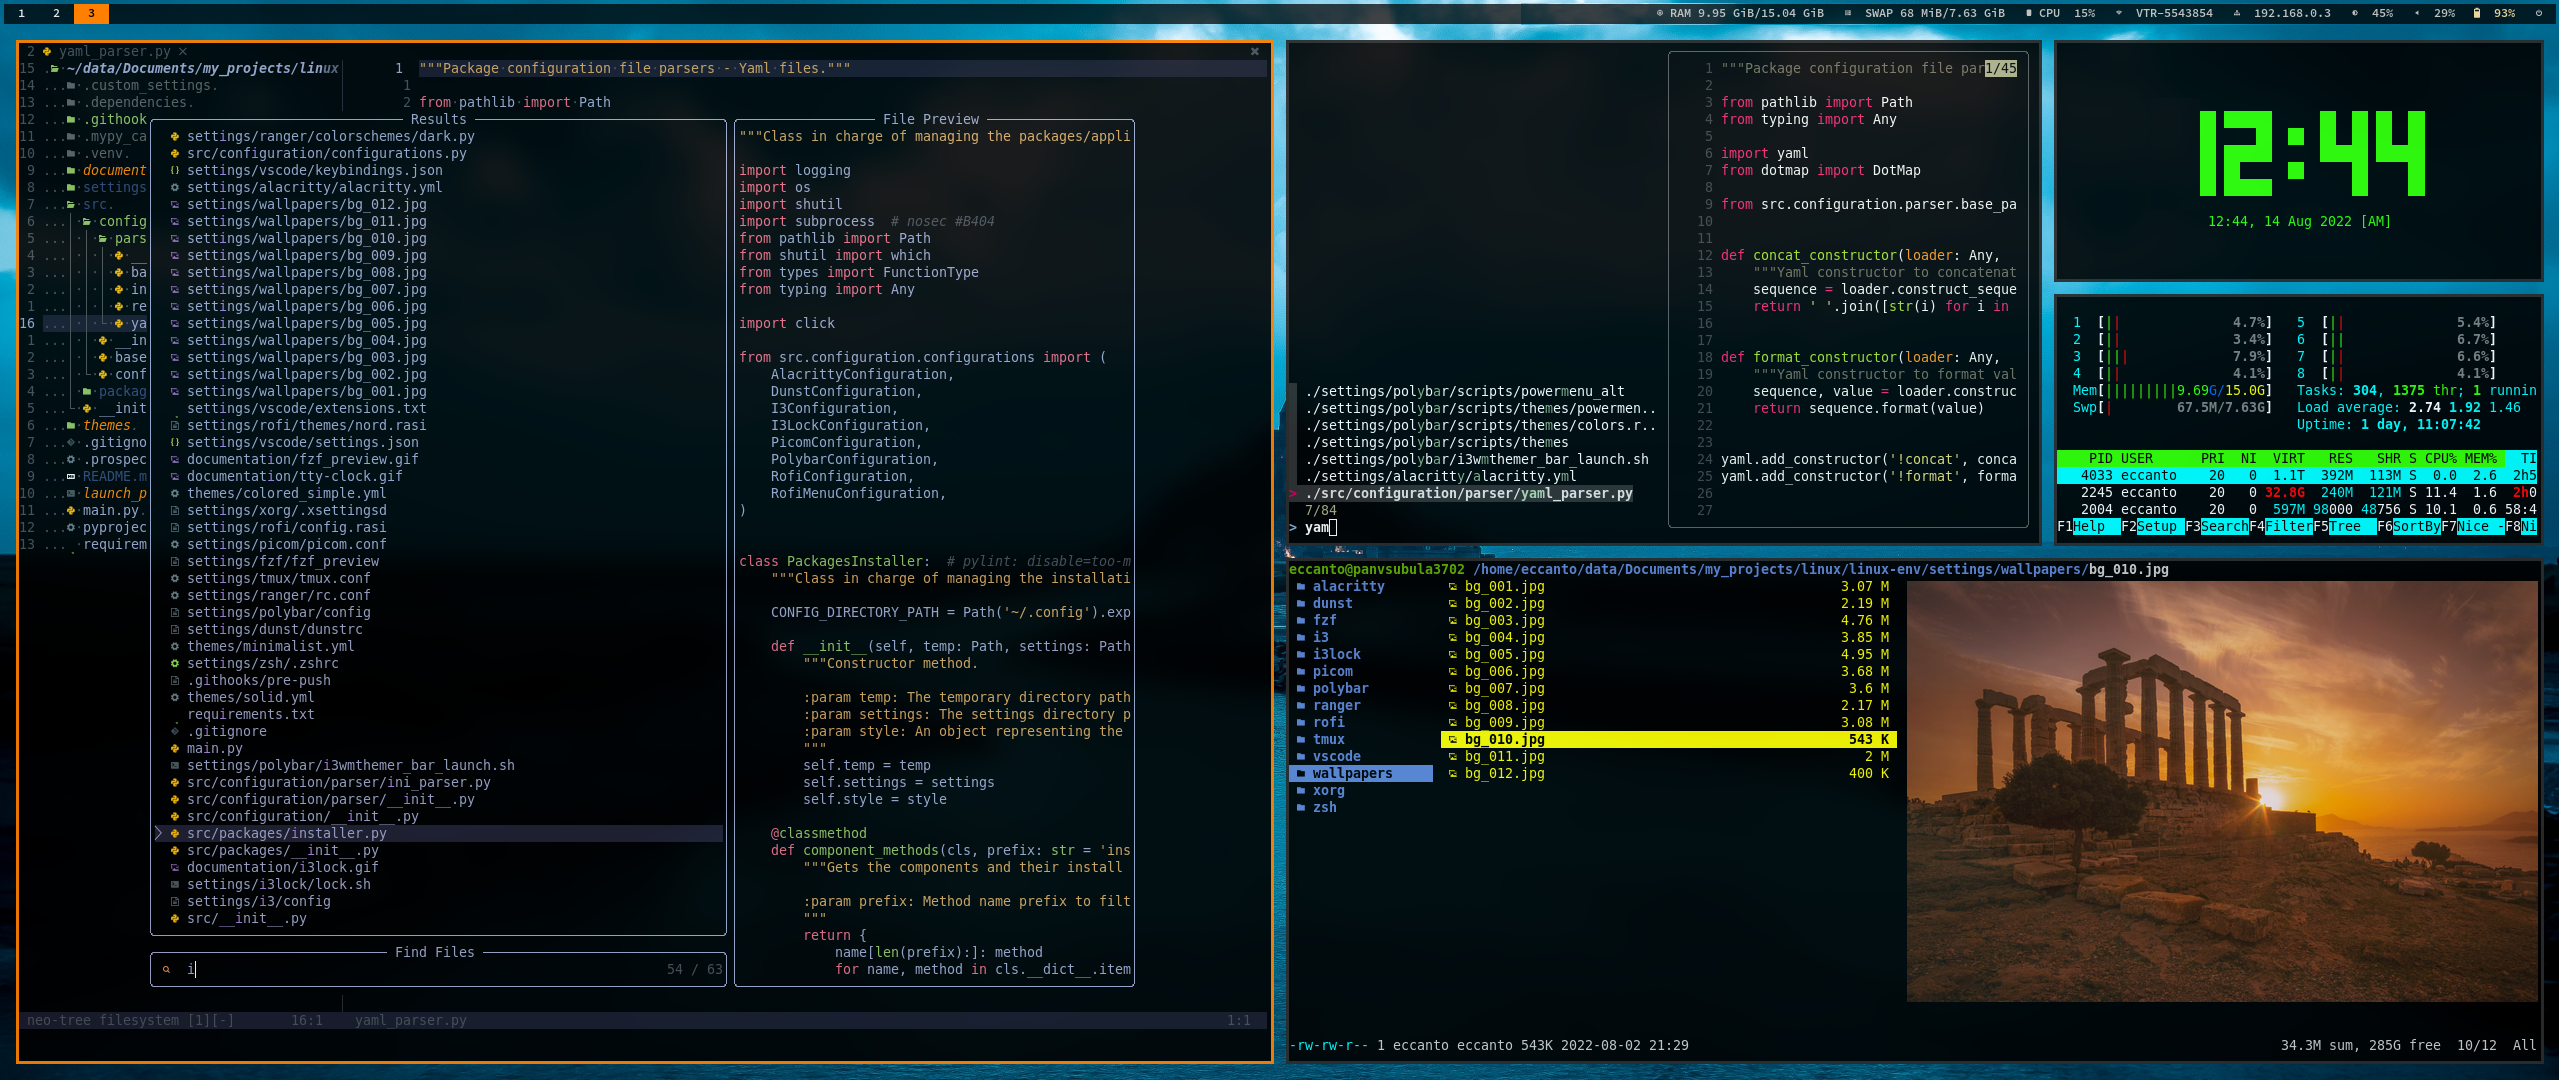 1 2 3
RAM 9.95 GiB/15.04 GiB SWAP 68 MiB/7.63 GiB CPU 15% VTR-5543854 192.168.0.3 45% 29% 93%
2 yaml_parser.py ×
15 ~/data/Documents/my_projects/linux
14 ... .custom_settings.
13 ... .dependencies.
12 ... .githook
11 ... .mypy_ca
10 ... .venv.
9 ... document
8 ... settings
7 ... src.
6 ... config
5 ... pars
4 ... __
3 ... ba
2 ... in
1 ... re
16 ... ya
1 ... __in
2 ... base
3 ... conf
4 ... packag
5 ... __init
6 ... themes.
7 ... .gitigno
8 ... .prospec
9 ... README.m
10 ... launch_p
11 ... main.py.
12 ... pyprojec
13 ... requirem
1 """Package configuration file parsers - Yaml files."""
1
2 from pathlib import Path
Results
settings/ranger/colorschemes/dark.py
src/configuration/configurations.py
settings/vscode/keybindings.json
settings/alacritty/alacritty.yml
settings/wallpapers/bg_012.jpg
settings/wallpapers/bg_011.jpg
settings/wallpapers/bg_010.jpg
settings/wallpapers/bg_009.jpg
settings/wallpapers/bg_008.jpg
settings/wallpapers/bg_007.jpg
settings/wallpapers/bg_006.jpg
settings/wallpapers/bg_005.jpg
settings/wallpapers/bg_004.jpg
settings/wallpapers/bg_003.jpg
settings/wallpapers/bg_002.jpg
settings/wallpapers/bg_001.jpg
settings/vscode/extensions.txt
settings/rofi/themes/nord.rasi
settings/vscode/settings.json
documentation/fzf_preview.gif
documentation/tty-clock.gif
themes/colored_simple.yml
settings/xorg/.xsettingsd
settings/rofi/config.rasi
settings/picom/picom.conf
settings/fzf/fzf_preview
settings/tmux/tmux.conf
settings/ranger/rc.conf
settings/polybar/config
settings/dunst/dunstrc
themes/minimalist.yml
settings/zsh/.zshrc
.githooks/pre-push
themes/solid.yml
requirements.txt
.gitignore
main.py
settings/polybar/i3wmthemer_bar_launch.sh
src/configuration/parser/ini_parser.py
src/configuration/parser/__init__.py
src/configuration/__init__.py
src/packages/installer.py
src/packages/__init__.py
documentation/i3lock.gif
settings/i3lock/lock.sh
settings/i3/config
src/__init__.py
Find Files
i 54 / 63
File Preview
"""Class in charge of managing the packages/appli
import logging
import os
import shutil
import subprocess # nosec #B404
from pathlib import Path
from shutil import which
from types import FunctionType
from typing import Any
import click
from src.configuration.configurations import (
AlacrittyConfiguration,
DunstConfiguration,
I3Configuration,
I3LockConfiguration,
PicomConfiguration,
PolybarConfiguration,
RofiConfiguration,
RofiMenuConfiguration,
)
class PackagesInstaller: # pylint: disable=too-m
"""Class in charge of managing the installati
CONFIG_DIRECTORY_PATH = Path('~/.config').exp
def __init__(self, temp: Path, settings: Path
"""Constructor method.
:param temp: The temporary directory path
:param settings: The settings directory p
:param style: An object representing the
"""
self.temp = temp
self.settings = settings
self.style = style
@classmethod
def component_methods(cls, prefix: str = 'ins
"""Gets the components and their install
:param prefix: Method name prefix to filt
"""
return {
name[len(prefix):]: method
for name, method in cls.__dict__.item
neo-tree filesystem [1][-] 16:1 yaml_parser.py 1:1
./settings/polybar/scripts/powermenu_alt
./settings/polybar/scripts/themes/powermen..
./settings/polybar/scripts/themes/colors.r..
./settings/polybar/scripts/themes
./settings/polybar/i3wmthemer_bar_launch.sh
./settings/alacritty/alacritty.yml
> ./src/configuration/parser/yaml_parser.py
7/84
> yam
1 """Package configuration file par 1/45
2
3 from pathlib import Path
4 from typing import Any
5
6 import yaml
7 from dotmap import DotMap
8
9 from src.configuration.parser.base_pa
10
11
12 def concat_constructor(loader: Any,
13 """Yaml constructor to concatenat
14 sequence = loader.construct_seque
15 return ' '.join([str(i) for i in
16
17
18 def format_constructor(loader: Any,
19 """Yaml constructor to format val
20 sequence, value = loader.construc
21 return sequence.format(value)
22
23
24 yaml.add_constructor('!concat', conca
25 yaml.add_constructor('!format', forma
26
27
12:44
12:44, 14 Aug 2022 [AM]
1 [|| 4.7%] 5 [|| 5.4%]
2 [|| 3.4%] 6 [|| 6.7%]
3 [||| 7.9%] 7 [|| 6.6%]
4 [|| 4.1%] 8 [|| 4.1%]
Mem[|||||||||9.69G/15.0G] Tasks: 304, 1375 thr; 1 runnin
Swp[| 67.5M/7.63G] Load average: 2.74 1.92 1.46
Uptime: 1 day, 11:07:42
PID USER PRI NI VIRT RES SHR S CPU% MEM% TI
4033 eccanto 20 0 1.1T 392M 113M S 0.0 2.6 2h5
2245 eccanto 20 0 32.8G 240M 121M S 11.4 1.6 2h0
2004 eccanto 20 0 597M 98000 48756 S 10.1 0.6 58:4
F1Help F2Setup F3SearchF4FilterF5Tree F6SortByF7Nice -F8Ni
eccanto@panvsubula3702 /home/eccanto/data/Documents/my_projects/linux/linux-env/settings/wallpapers/bg_010.jpg
alacritty bg_001.jpg 3.07 M
dunst bg_002.jpg 2.19 M
fzf bg_003.jpg 4.76 M
i3 bg_004.jpg 3.85 M
i3lock bg_005.jpg 4.95 M
picom bg_006.jpg 3.68 M
polybar bg_007.jpg 3.6 M
ranger bg_008.jpg 2.17 M
rofi bg_009.jpg 3.08 M
tmux bg_010.jpg 543 K
vscode bg_011.jpg 2 M
wallpapers bg_012.jpg 400 K
xorg
zsh
-rw-rw-r-- 1 eccanto eccanto 543K 2022-08-02 21:29 34.3M sum, 285G free 10/12 All